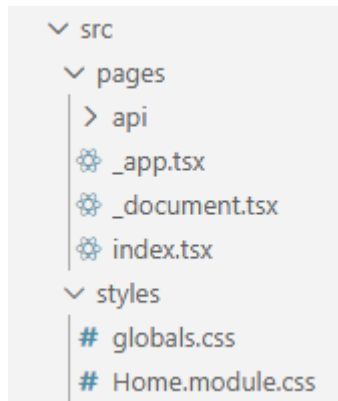 src
pages
api
_app.tsx
_document.tsx
index.tsx
styles
# globals.css
# Home.module.css